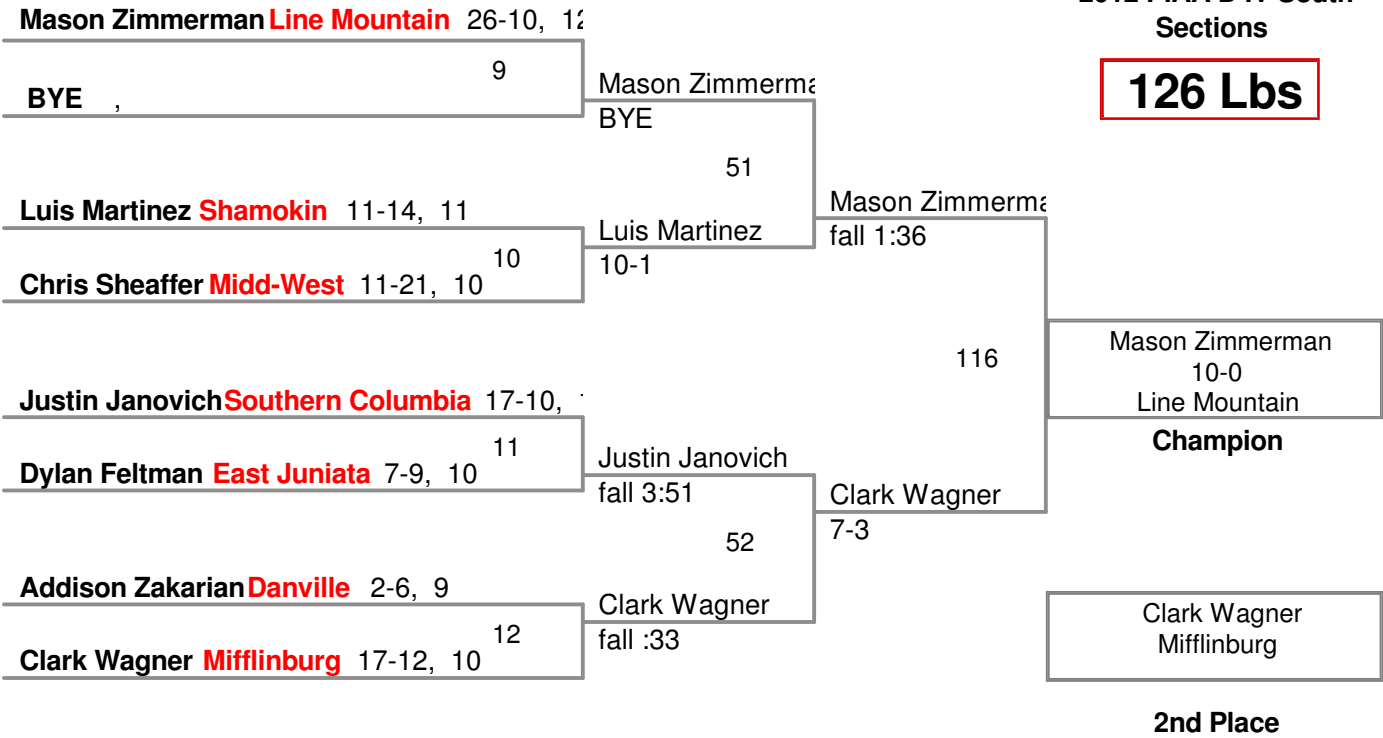 Mason Zimmerman Line Mountain 26-10, 12
Sections
126 Lbs
9
BYE ,
Mason Zimmerma
BYE
51
Luis Martinez Shamokin 11-14, 11
Mason Zimmerma
fall 1:36
Luis Martinez
10-1
10
Chris Sheaffer Midd-West 11-21, 10
116
Mason Zimmerman
10-0
Line Mountain
Champion
Justin Janovich Southern Columbia 17-10,
11
Dylan Feltman East Juniata 7-9, 10
Justin Janovich
fall 3:51
Clark Wagner
7-3
52
Addison Zakarian Danville 2-6, 9
Clark Wagner
fall :33
12
Clark Wagner Mifflinburg 17-12, 10
Clark Wagner
Mifflinburg
2nd Place